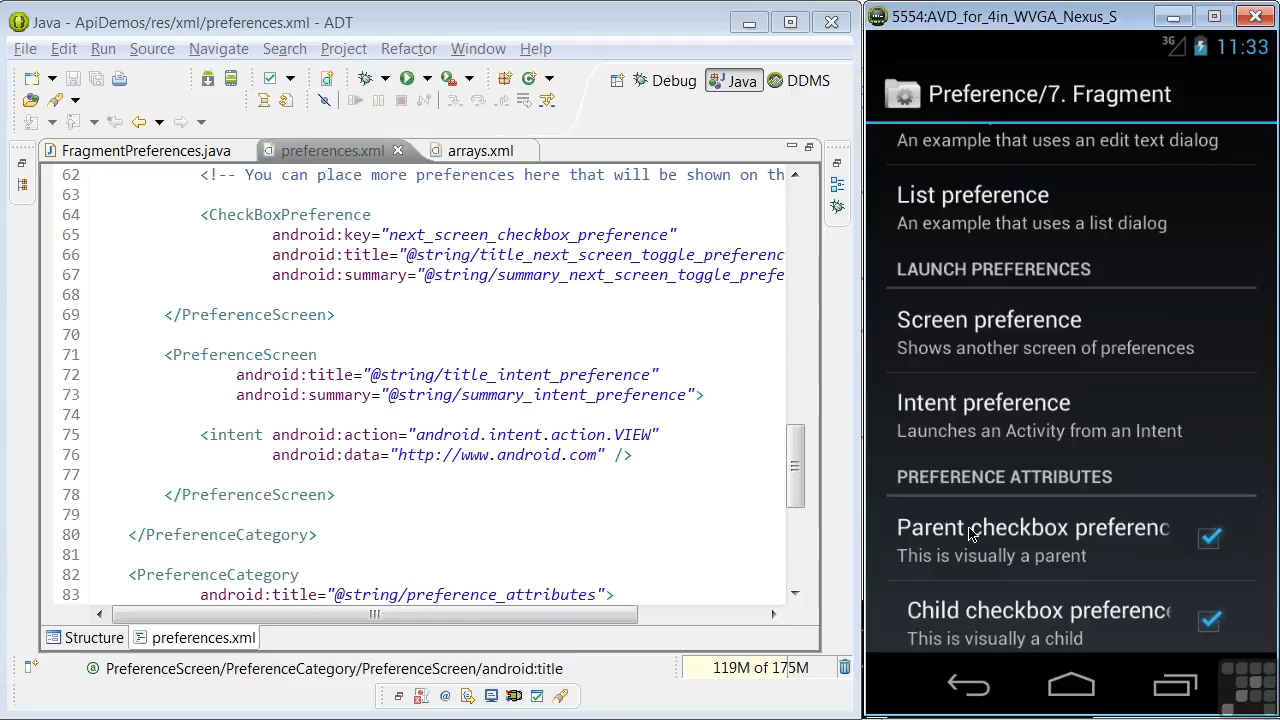 Java - ApiDemos/res/xml/preferences.xml - ADT
File Edit Run Source Navigate Search Project Refactor Window Help
Debug Java DDMS
FragmentPreferences.java preferences.xml arrays.xml
62 <!-- You can place more preferences here that will be shown on th
63
64 <CheckBoxPreference
65 android:key="next_screen_checkbox_preference"
66 android:title="@string/title_next_screen_toggle_preferenc
67 android:summary="@string/summary_next_screen_toggle_prefe
68
69 </PreferenceScreen>
70
71 <PreferenceScreen
72 android:title="@string/title_intent_preference"
73 android:summary="@string/summary_intent_preference">
74
75 <intent android:action="android.intent.action.VIEW"
76 android:data="http://www.android.com" />
77
78 </PreferenceScreen>
79
80 </PreferenceCategory>
81
82 <PreferenceCategory
83 android:title="@string/preference_attributes">
Structure preferences.xml
PreferenceScreen/PreferenceCategory/PreferenceScreen/android:title
119M of 175M
5554:AVD_for_4in_WVGA_Nexus_S
3G 11:33
Preference/7. Fragment
An example that uses an edit text dialog
List preference
An example that uses a list dialog
LAUNCH PREFERENCES
Screen preference
Shows another screen of preferences
Intent preference
Launches an Activity from an Intent
PREFERENCE ATTRIBUTES
Parent checkbox preferenc
This is visually a parent
Child checkbox preference
This is visually a child